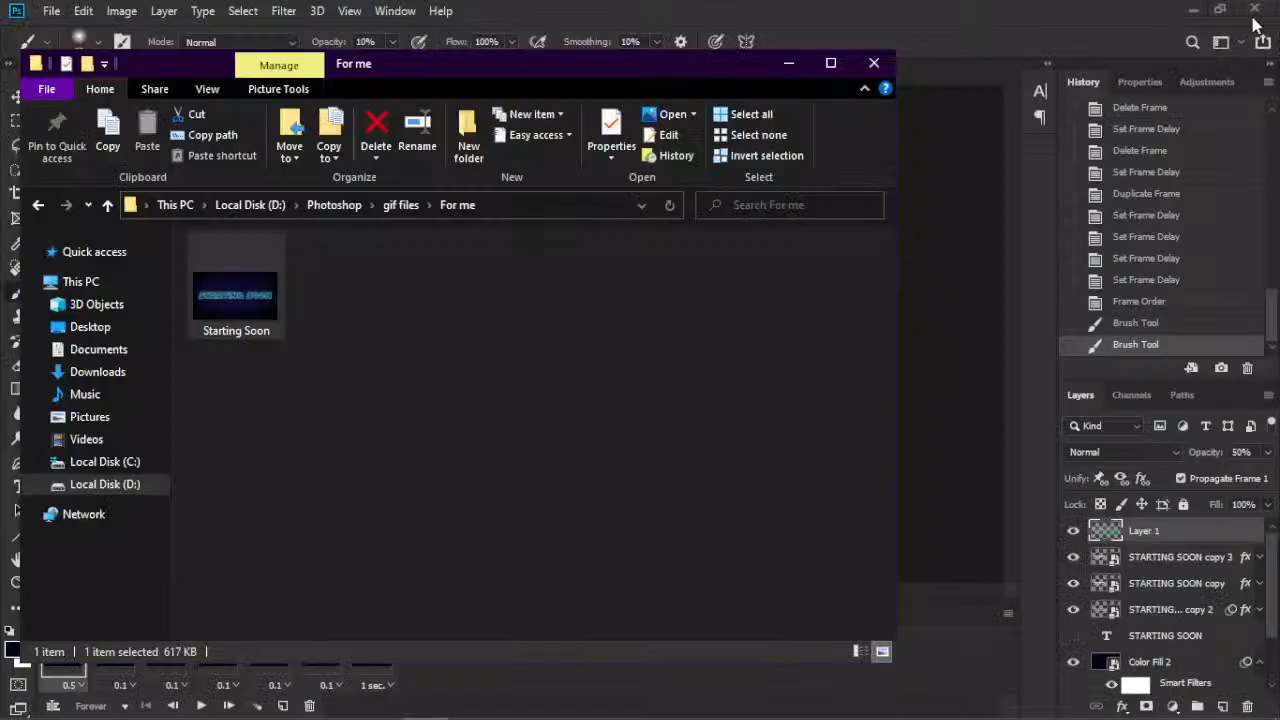 Ps File Edit Image Layer Type Select Filter 3D View Window Help
Mode: Normal Opacity: 10% Flow: 100% Smoothing: 10%
Manage For me
File Home Share View Picture Tools
Pin to Quick access
Copy
Paste
Cut
Copy path
Paste shortcut
Clipboard
Move to
Copy to
Delete
Rename
Organize
New folder
New item
Easy access
New
Properties
Open
Edit
History
Open
Select all
Select none
Invert selection
Select
This PC > Local Disk (D:) > Photoshop > gif files > For me
Search For me
Quick access
This PC
3D Objects
Desktop
Documents
Downloads
Music
Pictures
Videos
Local Disk (C:)
Local Disk (D:)
Network
STARTING SOON
Starting Soon
1 item 1 item selected 617 KB
0.5 0.1 0.1 0.1 0.1 0.1 1 sec.
Forever
History Properties Adjustments
Delete Frame
Set Frame Delay
Delete Frame
Set Frame Delay
Duplicate Frame
Set Frame Delay
Set Frame Delay
Set Frame Delay
Set Frame Delay
Frame Order
Brush Tool
Brush Tool
Layers Channels Paths
Kind
Normal Opacity: 50%
Unify: Propagate Frame 1
Lock: Fill: 100%
Layer 1
STARTING SOON copy 3 fx
STARTING SOON copy fx
STARTING... copy 2 fx
T STARTING SOON
Color Fill 2
Smart Filters
fx